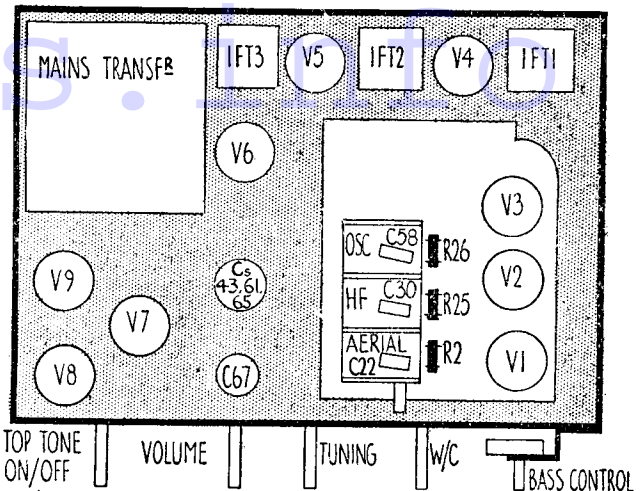 MAINS TRANSFR
IFT3
V5
IFT2
V4
IFT1
V6
V3
OSC
C58
R26
V9
Cs
43.61.
65
HF
C30
R25
V2
V7
AERIAL
C22
R2
V8
C67
V1
TOP TONE
ON/OFF
VOLUME
TUNING
W/C
BASS CONTROL
s.info